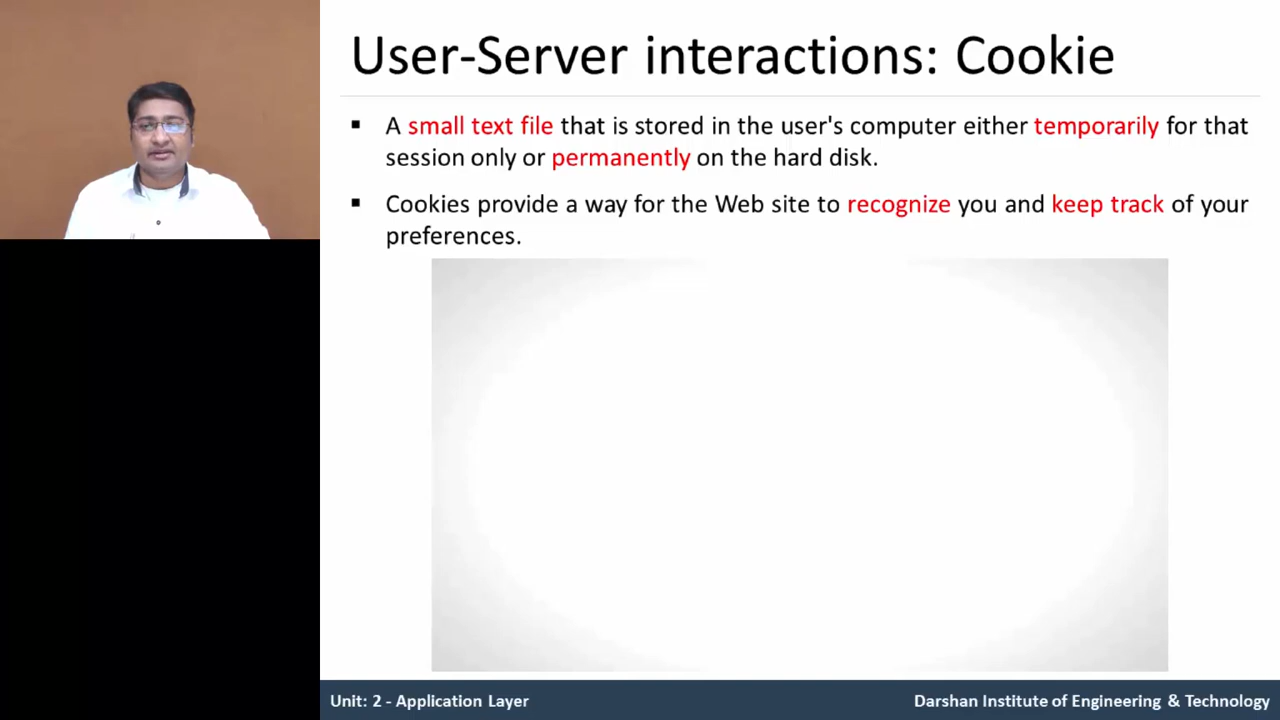 User-Server interactions: Cookie
▪ A small text file that is stored in the user's computer either temporarily for that
session only or permanently on the hard disk.
▪ Cookies provide a way for the Web site to recognize you and keep track of your
preferences.
Unit: 2 - Application Layer
Darshan Institute of Engineering & Technology